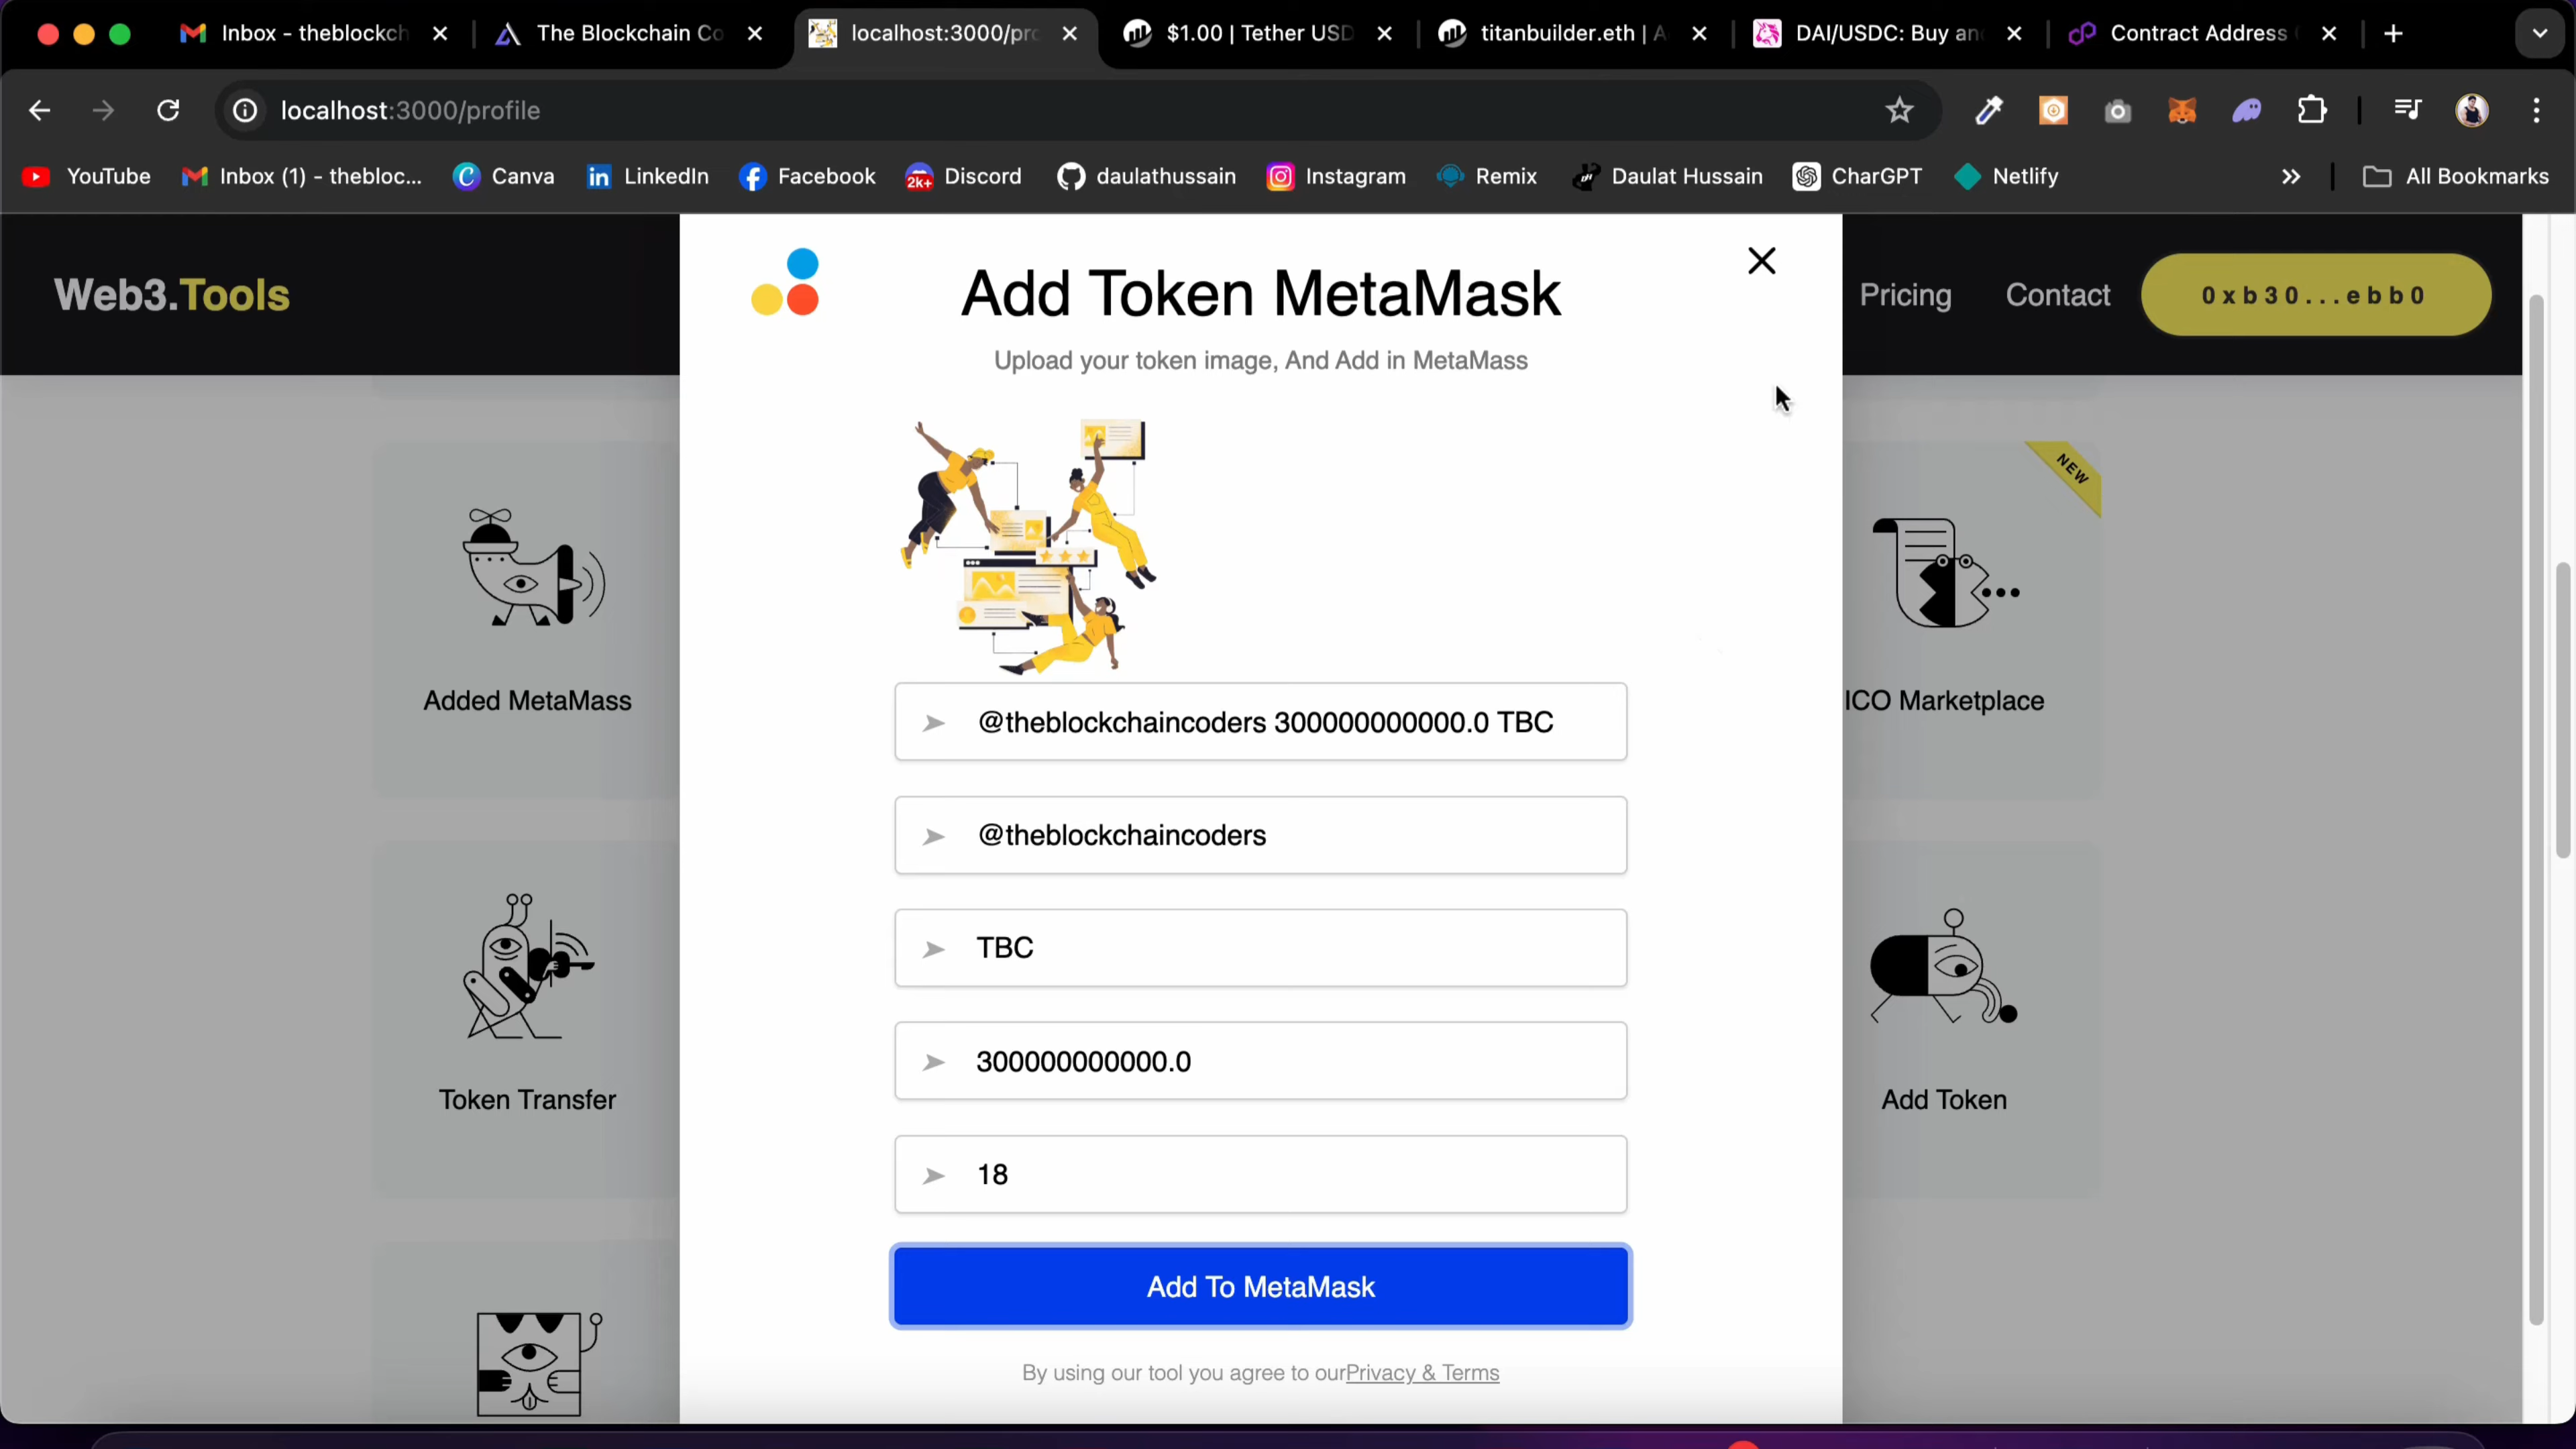 Inbox - theblockch
The Blockchain Co
localhost:3000/pro
$1.00 | Tether USD
titanbuilder.eth | A
DAI/USDC: Buy an
Contract Address
localhost:3000/profile
YouTube
Inbox (1) - thebloc...
Canva
LinkedIn
Facebook
2k+
Discord
daulathussain
Instagram
Remix
Daulat Hussain
CharGPT
Netlify
All Bookmarks
Web3.Tools
Add Token MetaMask
Pricing
Contact
0xb30...ebb0
Upload your token image, And Add in MetaMass
NEW
Added MetaMass
ICO Marketplace
@theblockchaincoders 300000000000.0 TBC
@theblockchaincoders
TBC
300000000000.0
18
Token Transfer
Add Token
Add To MetaMask
By using our tool you agree to ourPrivacy & Terms